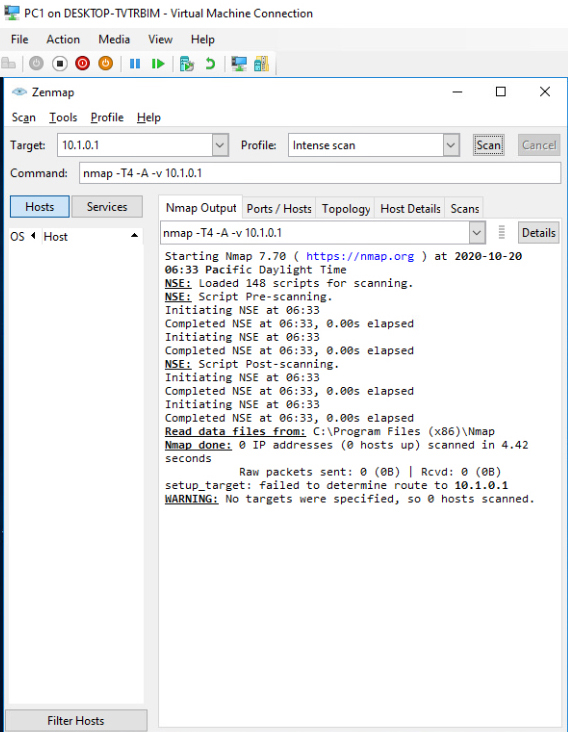 PC1 on DESKTOP-TVTRBIM - Virtual Machine Connection
File Action Media View Help
Zenmap
Scan Tools Profile Help
Target: 10.1.0.1 Profile: Intense scan Scan Cancel
Command: nmap -T4 -A -v 10.1.0.1
Hosts Services Nmap Output Ports / Hosts Topology Host Details Scans
OS Host nmap -T4 -A -v 10.1.0.1 Details
Starting Nmap 7.70 ( https://nmap.org ) at 2020-10-20
06:33 Pacific Daylight Time
NSE: Loaded 148 scripts for scanning.
NSE: Script Pre-scanning.
Initiating NSE at 06:33
Completed NSE at 06:33, 0.00s elapsed
Initiating NSE at 06:33
Completed NSE at 06:33, 0.00s elapsed
NSE: Script Post-scanning.
Initiating NSE at 06:33
Completed NSE at 06:33, 0.00s elapsed
Initiating NSE at 06:33
Completed NSE at 06:33, 0.00s elapsed
Read data files from: C:\Program Files (x86)\Nmap
Nmap done: 0 IP addresses (0 hosts up) scanned in 4.42
seconds
Raw packets sent: 0 (0B) | Rcvd: 0 (0B)
setup_target: failed to determine route to 10.1.0.1
WARNING: No targets were specified, so 0 hosts scanned.
Filter Hosts